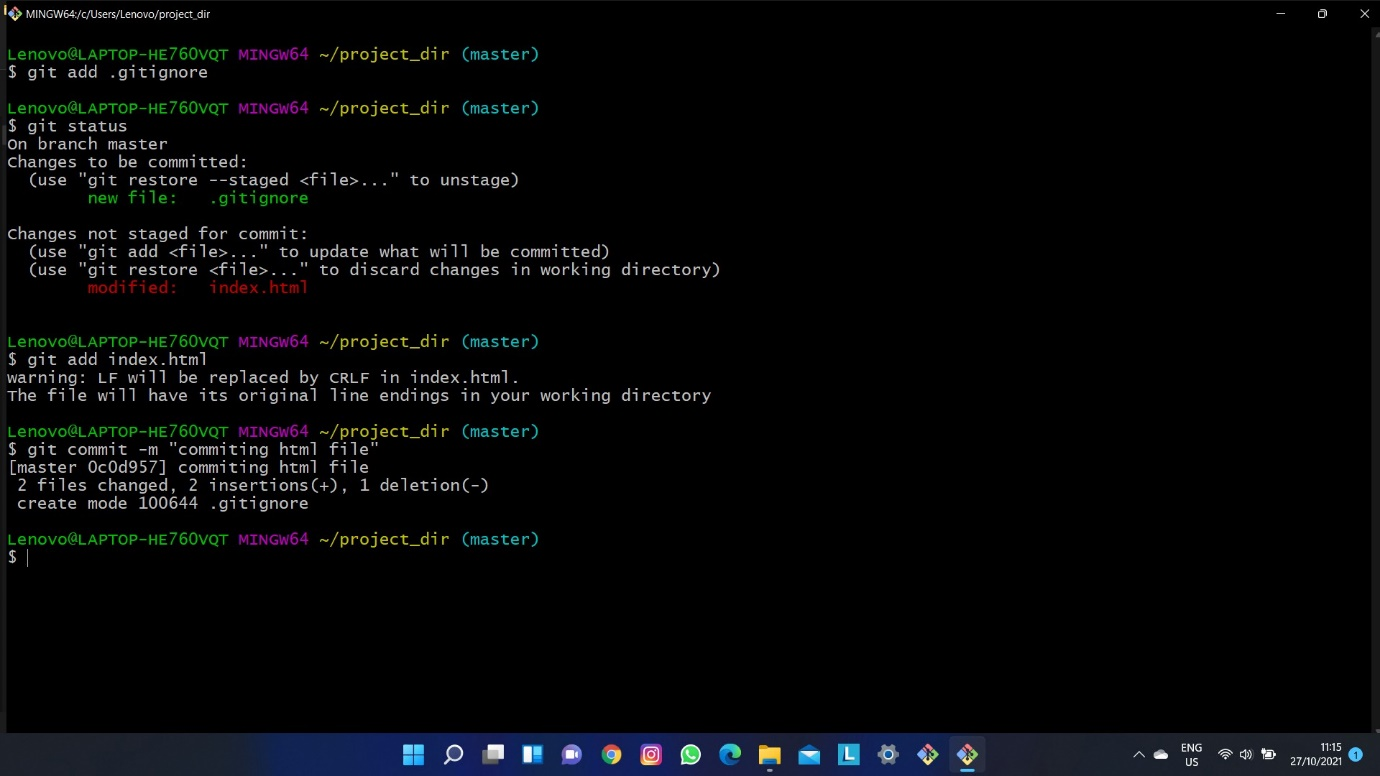 MINGW64:/c/Users/Lenovo/project_dir
Lenovo@LAPTOP-HE760VQT MINGW64 ~/project_dir (master)
$ git add .gitignore
Lenovo@LAPTOP-HE760VQT MINGW64 ~/project_dir (master)
$ git status
On branch master
Changes to be committed:
  (use "git restore --staged <file>..." to unstage)
        new file:   .gitignore
Changes not staged for commit:
  (use "git add <file>..." to update what will be committed)
  (use "git restore <file>..." to discard changes in working directory)
        modified:   index.html
Lenovo@LAPTOP-HE760VQT MINGW64 ~/project_dir (master)
$ git add index.html
warning: LF will be replaced by CRLF in index.html.
The file will have its original line endings in your working directory
Lenovo@LAPTOP-HE760VQT MINGW64 ~/project_dir (master)
$ git commit -m "commiting html file"
[master 0c0d957] commiting html file
 2 files changed, 2 insertions(+), 1 deletion(-)
 create mode 100644 .gitignore
Lenovo@LAPTOP-HE760VQT MINGW64 ~/project_dir (master)
$
L
ENG
US
11:15
27/10/2021
1